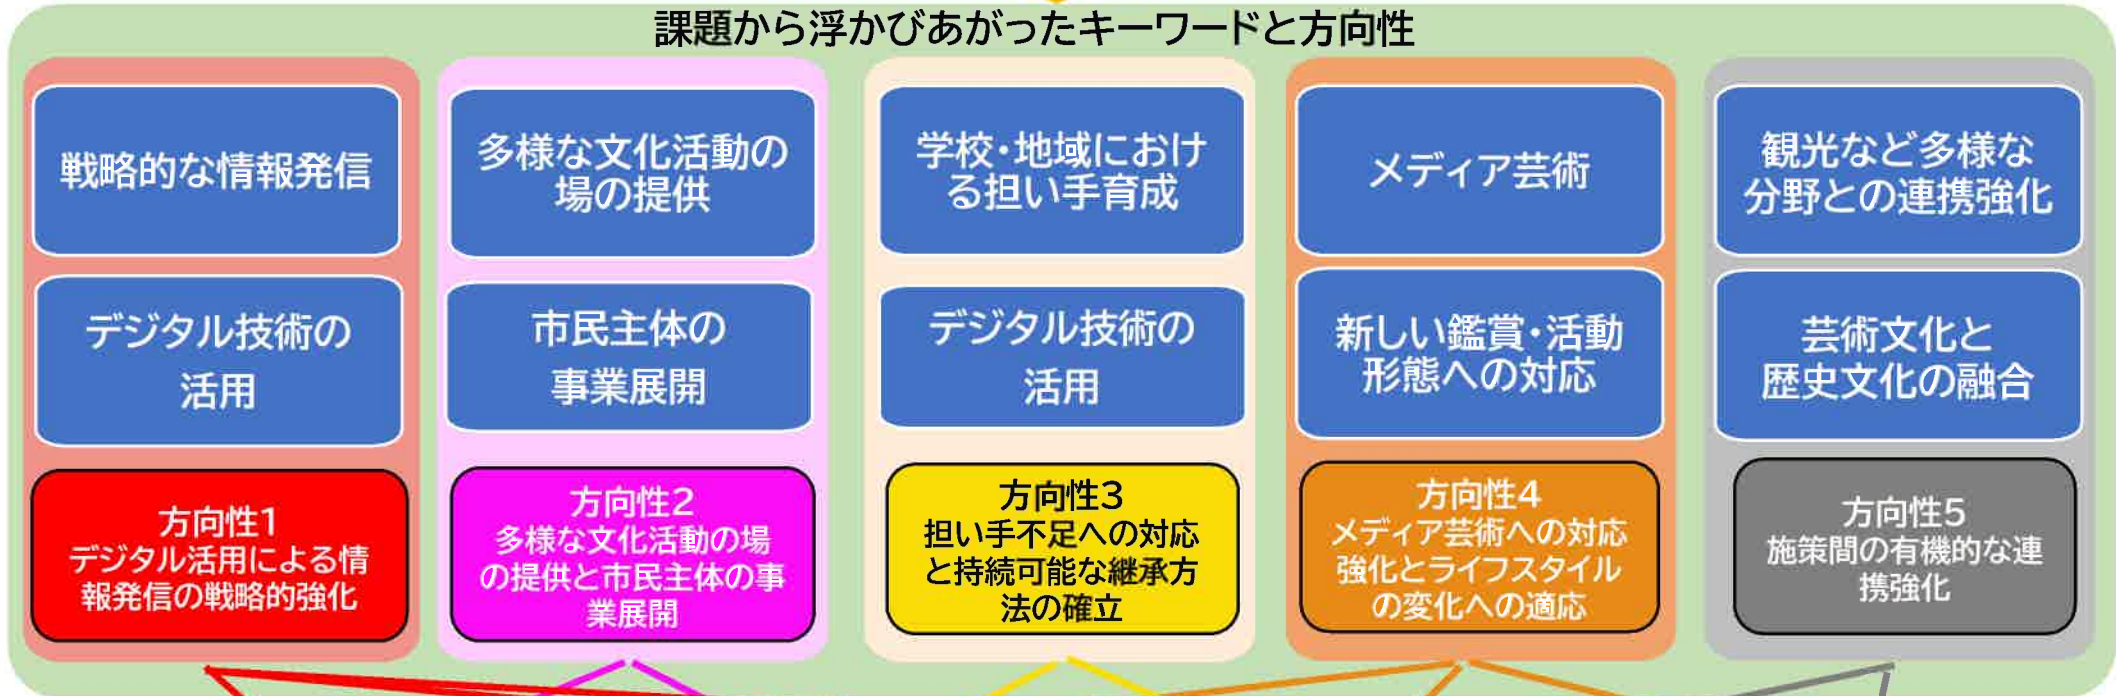 課題から浮かびあがったキーワードと方向性
戦略的な情報発信
デジタル技術の
活用
方向性1
デジタル活用による情
報発信の戦略的強化
多様な文化活動の
場の提供
市民主体の
事業展開
方向性2
多様な文化活動の場
の提供と市民主体の事
業展開
学校・地域におけ
る担い手育成
デジタル技術の
活用
方向性3
担い手不足への対応
と持続可能な継承方
法の確立
メディア芸術
新しい鑑賞・活動
形態への対応
方向性4
メディア芸術への対応
強化とライフスタイル
の変化への適応
観光など多様な
分野との連携強化
芸術文化と
歴史文化の融合
方向性5
施策間の有機的な連
携強化